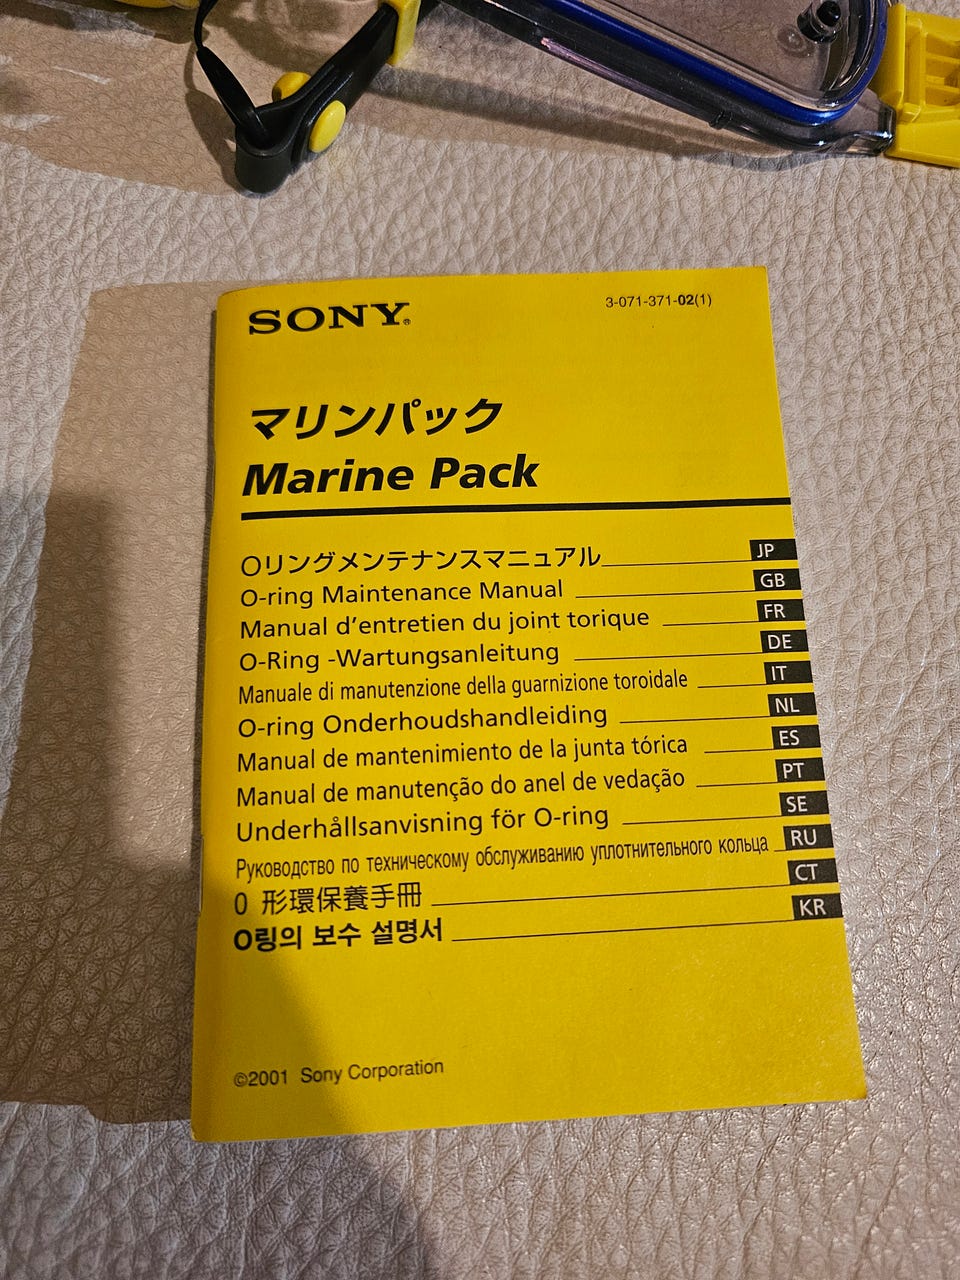 SONY®
3-071-371-02(1)
マリンパック
Marine Pack
Oリングメンテナンスマニュアル JP
O-ring Maintenance Manual GB
Manual d'entretien du joint torique FR
O-Ring -Wartungsanleitung DE
Manuale di manutenzione della guarnizione toroidale IT
O-ring Onderhoudshandleiding NL
Manual de mantenimiento de la junta tórica ES
Manual de manutenção do anel de vedação PT
Underhållsanvisning för O-ring SE
Руководство по техническому обслуживанию уплотнительного кольца RU
O 形環保養手冊 CT
O링의 보수 설명서 KR
©2001 Sony Corporation